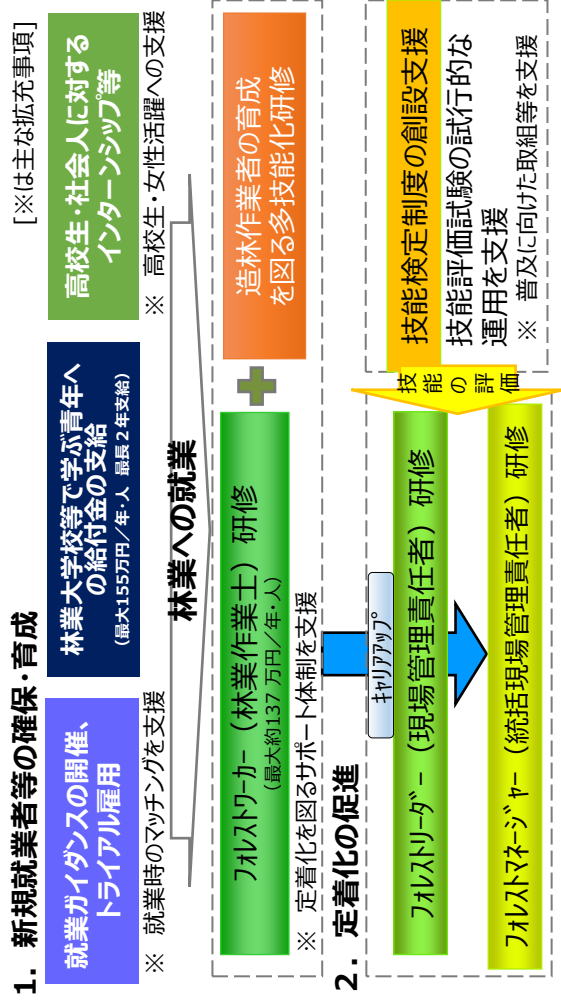 [※は主な拡充事項]
1．新規就業者等の確保・育成
就業ガイダンスの開催、
トライアル雇用
※ 就業時のマッチングを支援
林業大学校等で学ぶ青年へ
の給付金の支給
（最大155万円／年・人 最長２年支給）
高校生・社会人に対する
インターンシップ等
※ 高校生・女性活躍への支援
林業への就業
フォレストワーカー（林業作業士）研修
（最大約137 万円／年・人）
※ 定着化を図るサポート体制を支援
造林作業者の育成
を図る多技能化研修
2．定着化の促進
キャリアアップ
フォレストリーダー（現場管理責任者）研修
フォレストマネージャー（統括現場管理責任者）研修
技能の評価
技能検定制度の創設支援
技能評価試験の試行的な
運用を支援
※ 普及に向けた取組等を支援